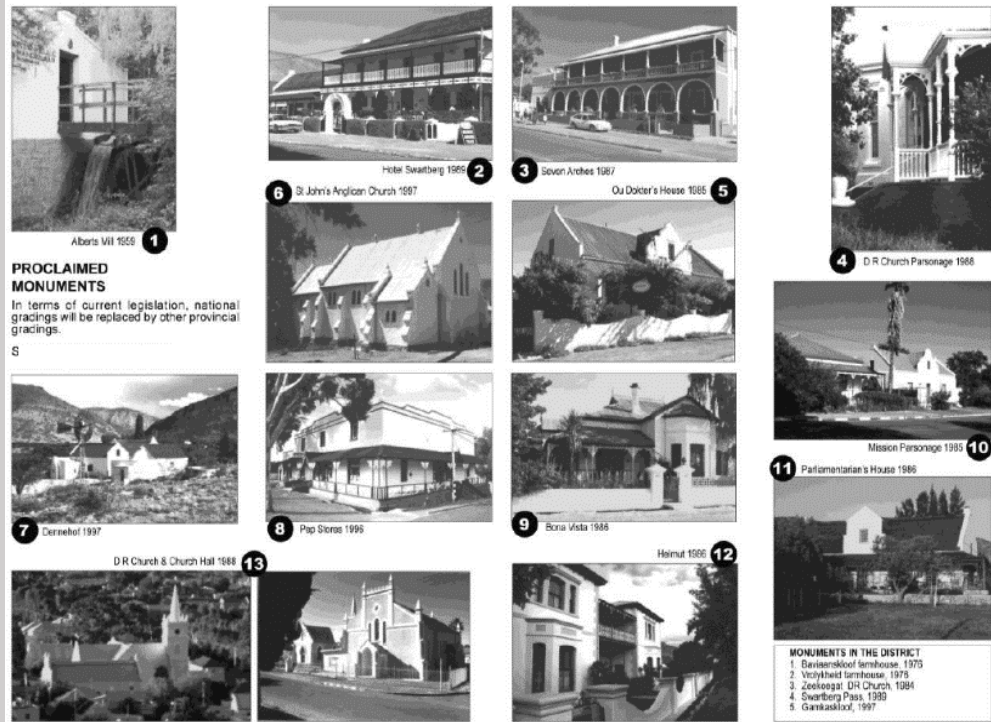 Alberts Mill 1959 1
Hotel Swartberg 1989 2
3 Seven Arches 1987
4 D R Church Parsonage 1988
Ou Dokter's House 1985 5
6 St John's Anglican Church 1997
PROCLAIMED
MONUMENTS
In terms of current legislation, national
gradings will be replaced by other provincial
gradings.
S
7 Dennehof 1997
8 Pep Stores 1996
9 Bona Vista 1986
Mission Parsonage 1985 10
11 Parliamentarian's House 1986
Helmut 1986 12
D R Church & Church Hall 1988 13
MONUMENTS IN THE DISTRICT
1. Baviaanskloof farmhouse, 1976
2. Vrolykheid farmhouse, 1976
3. Zeekoegat DR Church, 1984
4. Swartberg Pass, 1989
5. Gamkaskloof, 1997